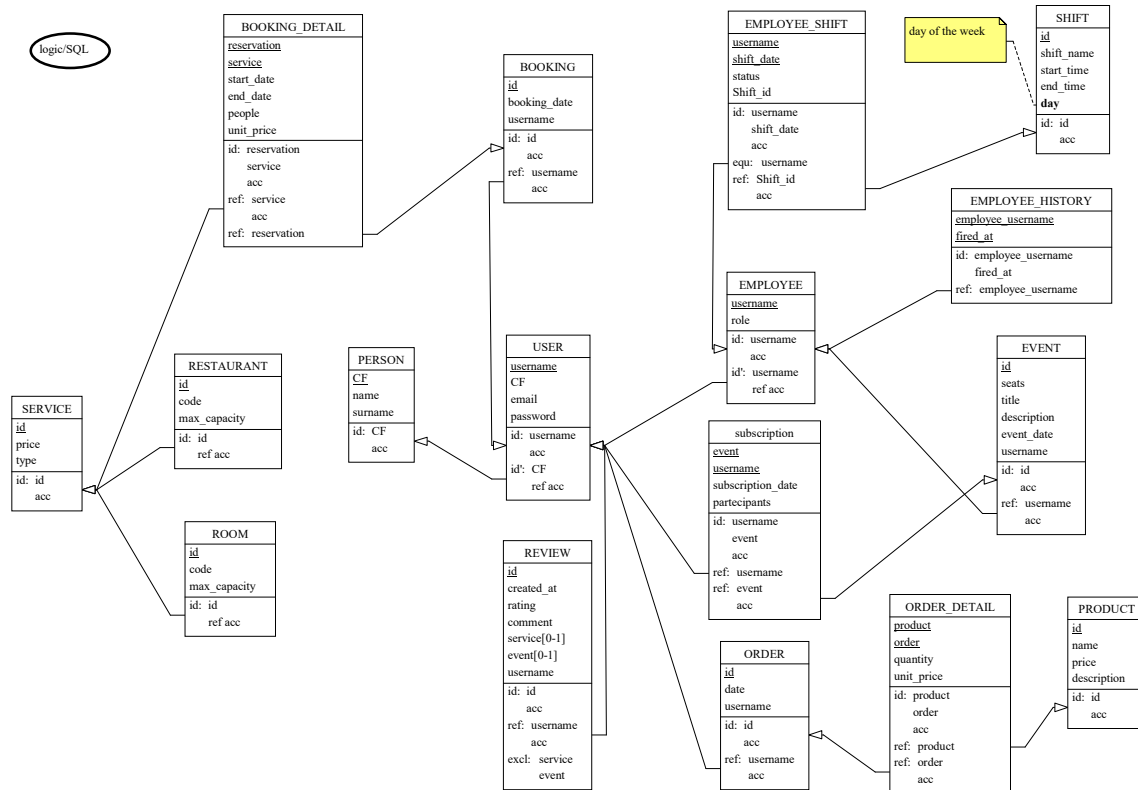 logic/SQL
BOOKING_DETAIL
reservation
service
start_date
end_date
people
unit_price
id: reservation
service
acc
ref: service
acc
ref: reservation
BOOKING
id
booking_date
username
id: id
acc
ref: username
acc
EMPLOYEE_SHIFT
username
shift_date
status
Shift_id
id: username
shift_date
acc
equ: username
ref: Shift_id
acc
day of the week
SHIFT
id
shift_name
start_time
end_time
day
id: id
acc
EMPLOYEE_HISTORY
employee_username
fired_at
id: employee_username
fired_at
ref: employee_username
EMPLOYEE
username
role
id: username
acc
id': username
ref acc
SERVICE
id
price
type
id: id
acc
RESTAURANT
id
code
max_capacity
id: id
ref acc
PERSON
CF
name
surname
id: CF
acc
USER
username
CF
email
password
id: username
acc
id': CF
ref acc
EVENT
id
seats
title
description
event_date
username
id: id
acc
ref: username
acc
subscription
event
username
subscription_date
partecipants
id: username
event
acc
ref: username
ref: event
acc
ROOM
id
code
max_capacity
id: id
ref acc
REVIEW
id
created_at
rating
comment
service[0-1]
event[0-1]
username
id: id
acc
ref: username
acc
excl: service
event
ORDER
id
date
username
id: id
acc
ref: username
acc
ORDER_DETAIL
product
order
quantity
unit_price
id: product
order
acc
ref: product
ref: order
acc
PRODUCT
id
name
price
description
id: id
acc